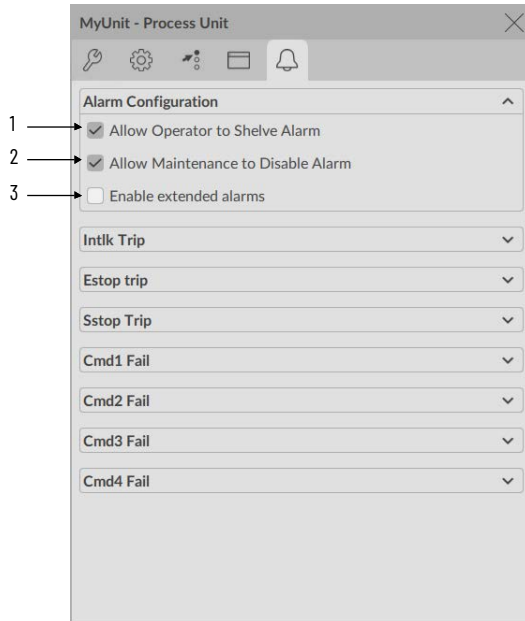 MyUnit - Process Unit
Alarm Configuration
1 Allow Operator to Shelve Alarm
2 Allow Maintenance to Disable Alarm
3 Enable extended alarms
Intlk Trip
Estop trip
Sstop Trip
Cmd1 Fail
Cmd2 Fail
Cmd3 Fail
Cmd4 Fail